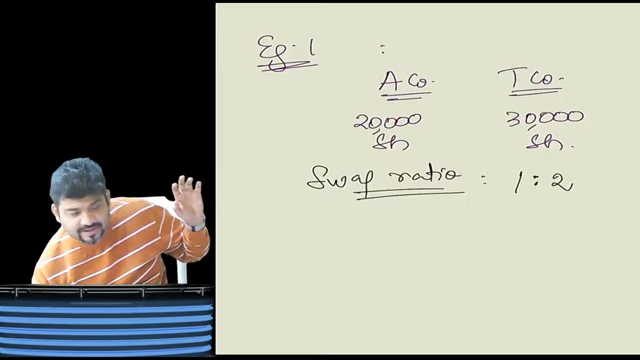 Eg. 1 :
A Co. T Co.
20,000 30,000
Sh Sh.
Swap ratio : 1 : 2